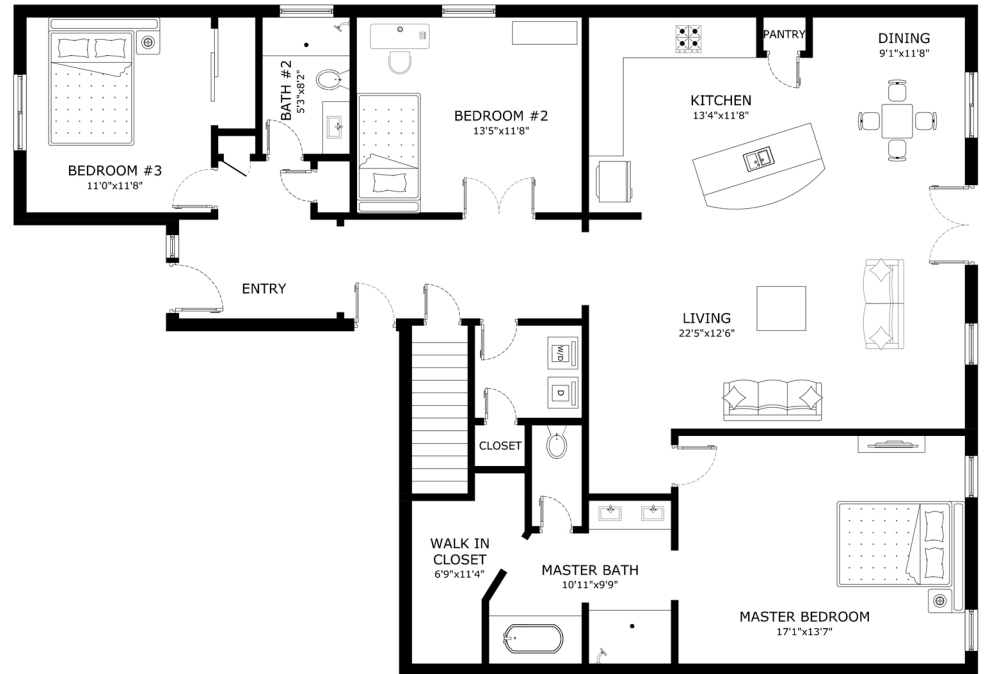 PANTRY
DINING
9'1"x11'8"
BATH #2
5'3"x8'2"
KITCHEN
13'4"x11'8"
BEDROOM #2
13'5"x11'8"
BEDROOM #3
11'0"x11'8"
ENTRY
LIVING
22'5"x12'6"
W/D
D
CLOSET
WALK IN
CLOSET
6'9"x11'4"
MASTER BATH
10'11"x9'9"
MASTER BEDROOM
17'1"x13'7"